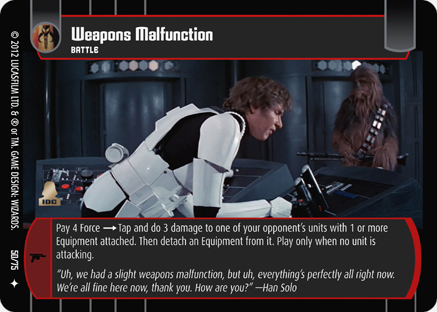 Weapons Malfunction
BATTLE
© 2012 LUCASFILM LTD. & ® or TM. GAME DESIGN: WIZARDS.
50/75
IDC
Pay 4 Force → Tap and do 3 damage to one of your opponent's units with 1 or more
Equipment attached. Then detach an Equipment from it. Play only when no unit is
attacking.
"Uh, we had a slight weapons malfunction, but uh, everything's perfectly all right now.
We're all fine here now, thank you. How are you?" —Han Solo